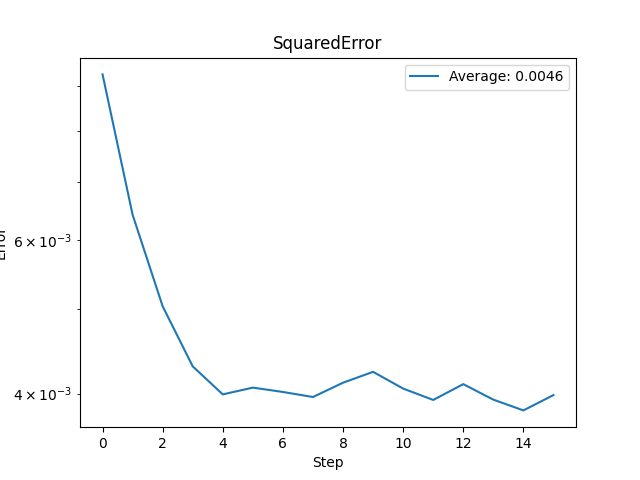 SquaredError
Average: 0.0046
Error
6 × 10⁻³
4 × 10⁻³
0 2 4 6 8 10 12 14
Step